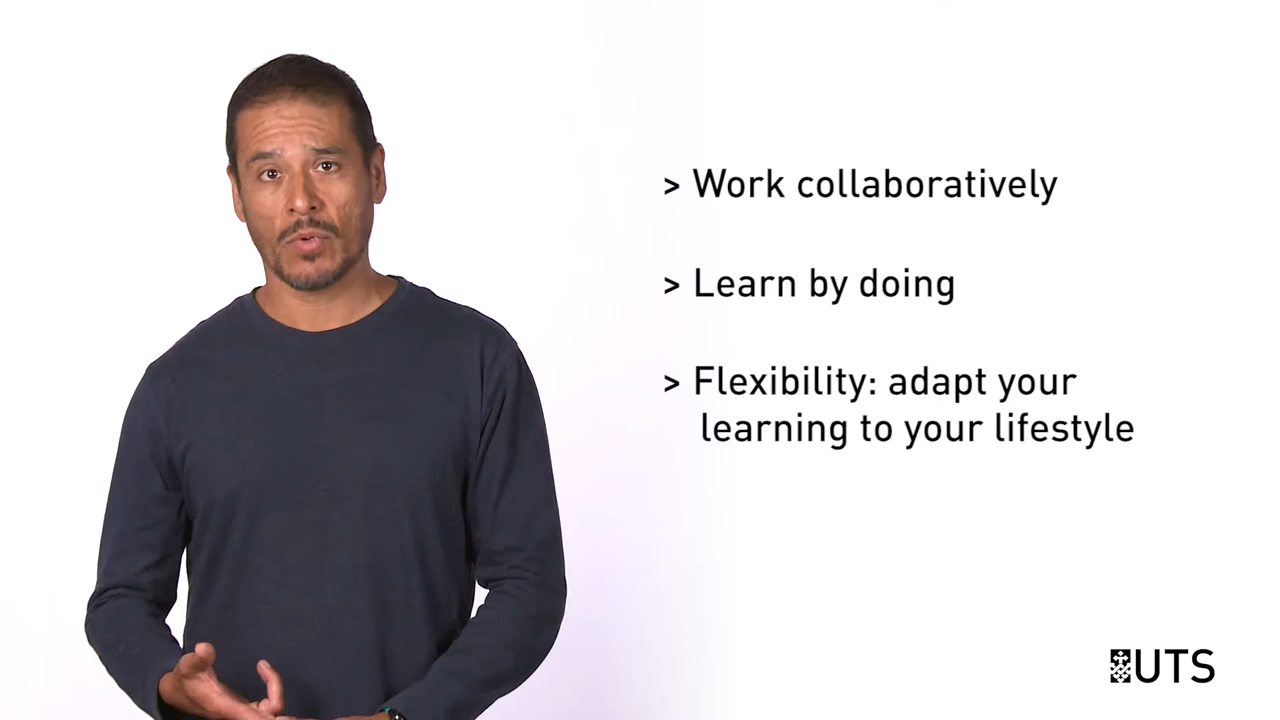 > Work collaboratively
> Learn by doing
> Flexibility: adapt your
learning to your lifestyle
UTS